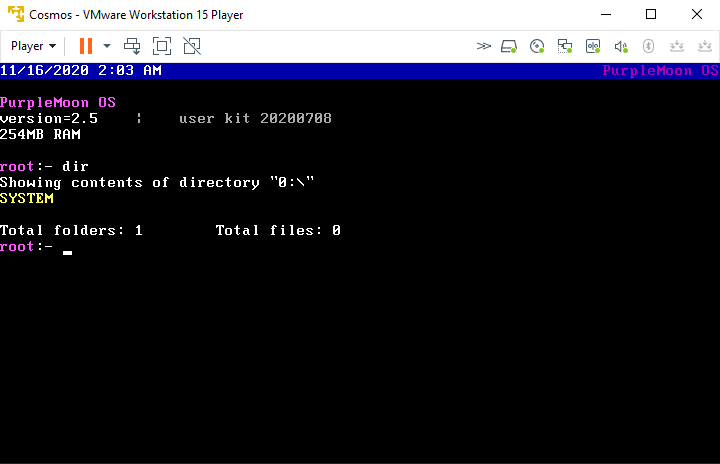 Cosmos - VMware Workstation 15 Player
Player
11/16/2020 2:03 AM PurpleMoon OS
PurpleMoon OS
version=2.5 ¦ user kit 20200708
254MB RAM
root:- dir
Showing contents of directory "0:\"
SYSTEM
Total folders: 1 Total files: 0
root:- _